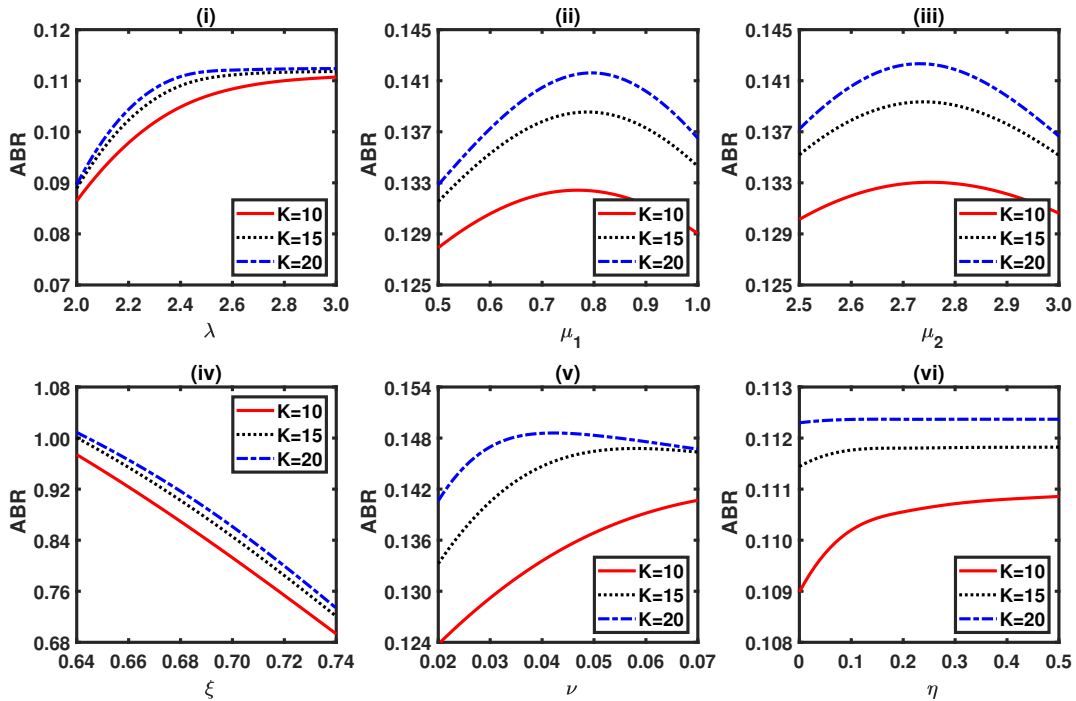 (i)
ABR
0.12
0.11
0.10
0.09
0.08
0.07
2.0 2.2 2.4 2.6 2.8 3.0
λ
K=10
K=15
K=20
(ii)
ABR
0.145
0.141
0.137
0.133
0.129
0.125
0.5 0.6 0.7 0.8 0.9 1.0
μ1
K=10
K=15
K=20
(iii)
ABR
0.145
0.141
0.137
0.133
0.129
0.125
2.5 2.6 2.7 2.8 2.9 3.0
μ2
K=10
K=15
K=20
(iv)
ABR
1.08
1.00
0.92
0.84
0.76
0.68
0.64 0.66 0.68 0.70 0.72 0.74
ξ
K=10
K=15
K=20
(v)
ABR
0.154
0.148
0.142
0.136
0.130
0.124
0.02 0.03 0.04 0.05 0.06 0.07
ν
K=10
K=15
K=20
(vi)
ABR
0.113
0.112
0.111
0.110
0.109
0.108
0 0.1 0.2 0.3 0.4 0.5
η
K=10
K=15
K=20